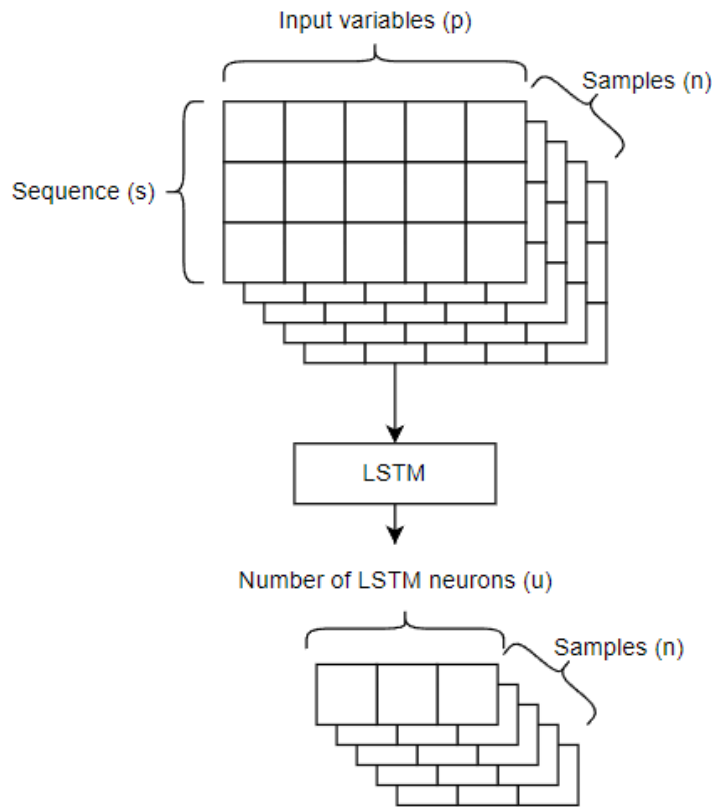 Input variables (p)
Samples (n)
Sequence (s)
LSTM
Number of LSTM neurons (u)
Samples (n)